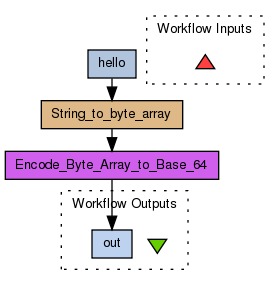 Workflow Inputs
hello
String_to_byte_array
Encode_Byte_Array_to_Base_64
Workflow Outputs
out